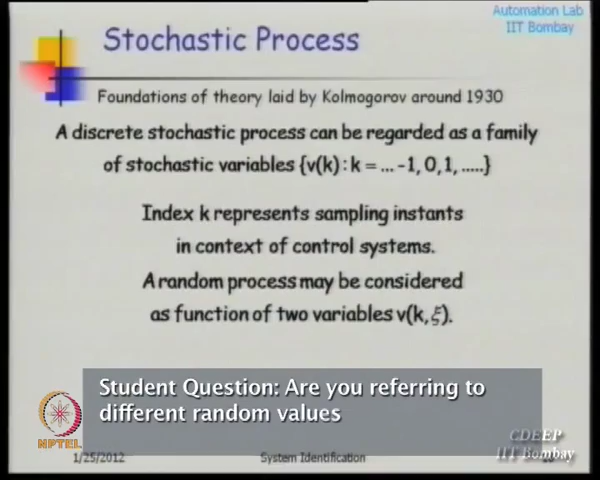 Automation Lab
IIT Bombay
Stochastic Process
Foundations of theory laid by Kolmogorov around 1930
A discrete stochastic process can be regarded as a family
of stochastic variables {v(k) : k = ... -1, 0, 1, .....}
Index k represents sampling instants
in context of control systems.
A random process may be considered
as function of two variables v(k, ξ).
Student Question: Are you referring to
different random values
NPTEL
CDEEP
IIT Bombay
1/25/2012
System Identification